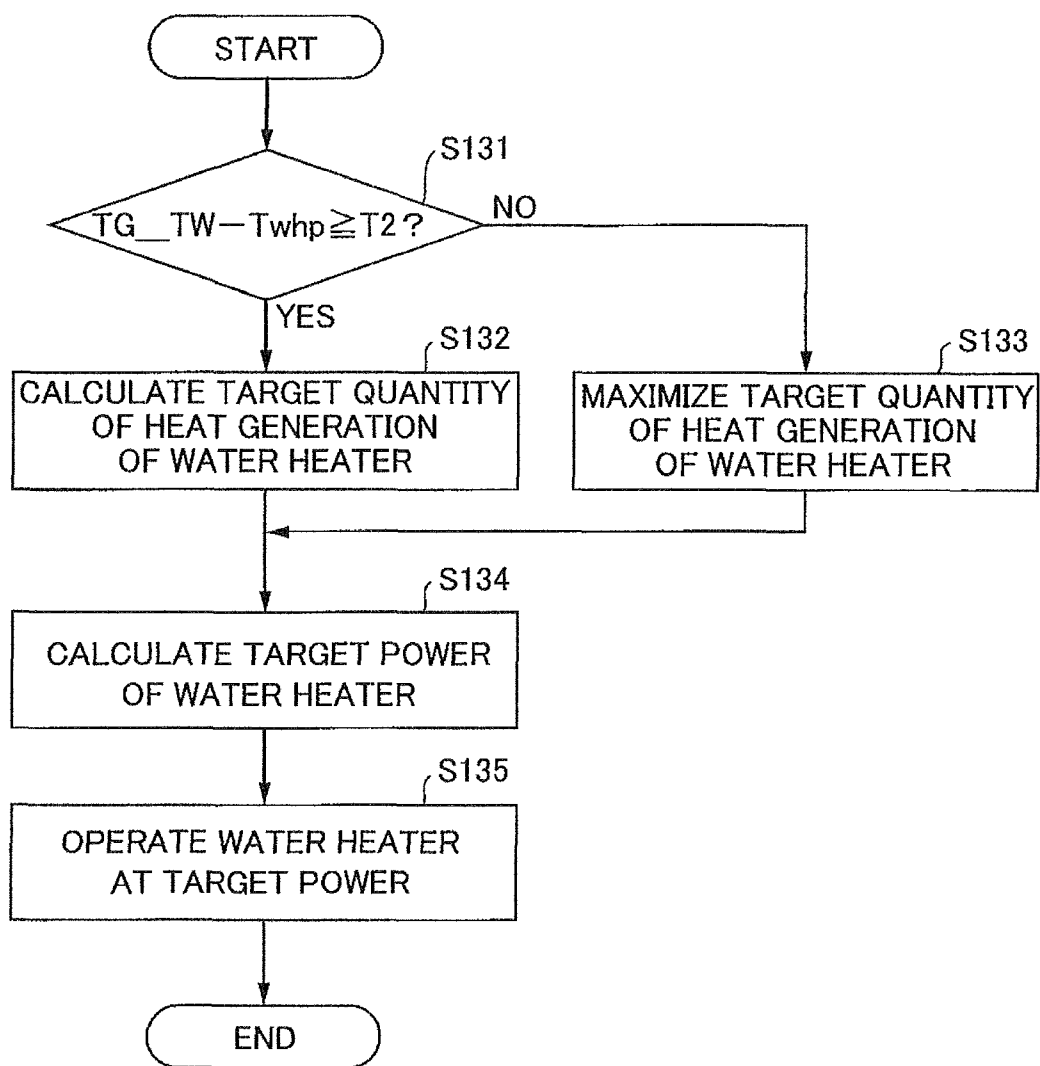 START
S131
TG__TW－Twhp≧T2?
NO
YES
S132
S133
CALCULATE TARGET QUANTITY
OF HEAT GENERATION
OF WATER HEATER
MAXIMIZE TARGET QUANTITY
OF HEAT GENERATION
OF WATER HEATER
S134
CALCULATE TARGET POWER
OF WATER HEATER
S135
OPERATE WATER HEATER
AT TARGET POWER
END